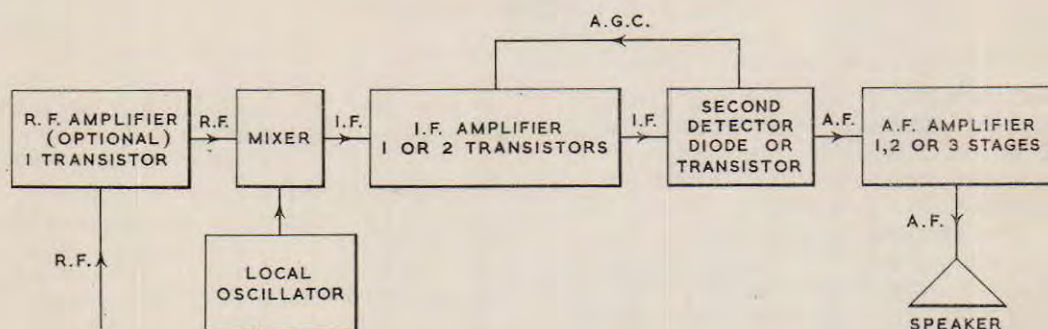 A.G.C.
R.F. AMPLIFIER
(OPTIONAL)
1 TRANSISTOR
R.F.
MIXER
I.F.
I.F. AMPLIFIER
1 OR 2 TRANSISTORS
I.F.
SECOND
DETECTOR
DIODE OR
TRANSISTOR
A.F.
A.F. AMPLIFIER
1,2 OR 3 STAGES
R.F.
LOCAL
OSCILLATOR
A.F.
SPEAKER